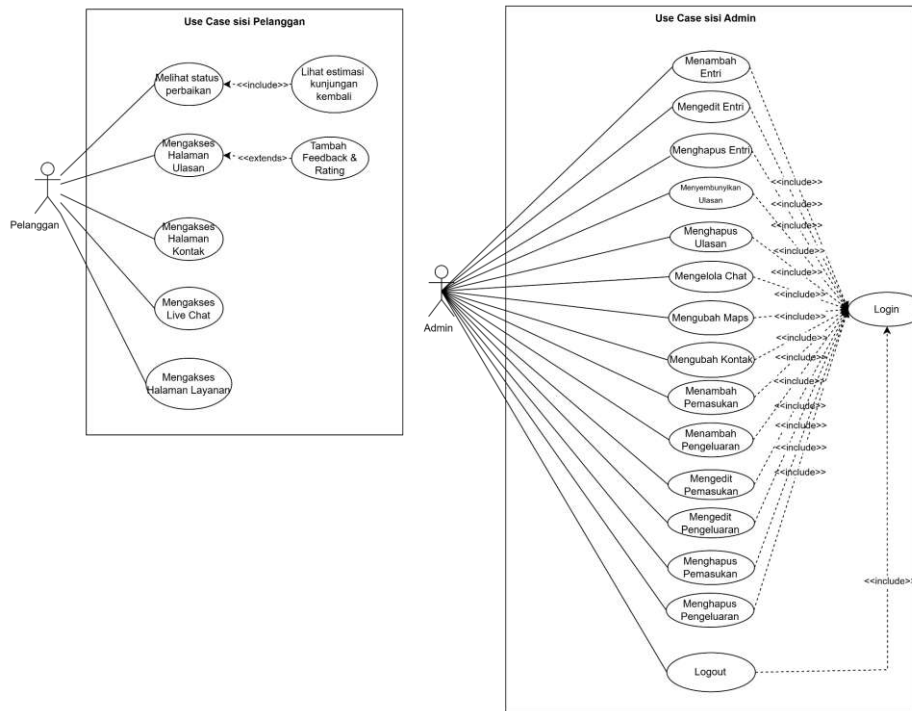 Use Case sisi Pelanggan
Melihat status
perbaikan
<<include>>
Lihat estimasi
kunjungan
kembali
Mengakses
Halaman
Ulasan
<<extends>>
Tambah
Feedback &
Rating
Pelanggan
Mengakses
Halaman
Kontak
Mengakses
Live Chat
Mengakses
Halaman Layanan
Use Case sisi Admin
Menambah
Entri
Mengedit Entri
Menghapus Entri
Menyembunyikan
Ulasan
Menghapus
Ulasan
Mengelola Chat
Mengubah Maps
Mengubah Kontak
Menambah
Pemasukan
Menambah
Pengeluaran
Mengedit
Pemasukan
Mengedit
Pengeluaran
Menghapus
Pemasukan
Menghapus
Pengeluaran
Logout
Admin
<<include>>
<<include>>
<<include>>
<<include>>
<<include>>
<<include>>
<<include>>
<<include>>
<<include>>
<<include>>
<<include>>
<<include>>
Login
<<include>>